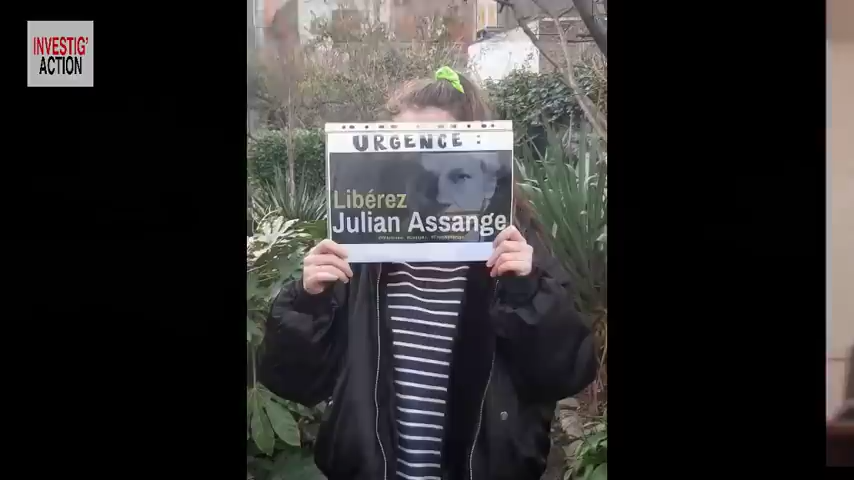 INVESTIG'
ACTION
URGENCE :
Libérez
Julian Assange